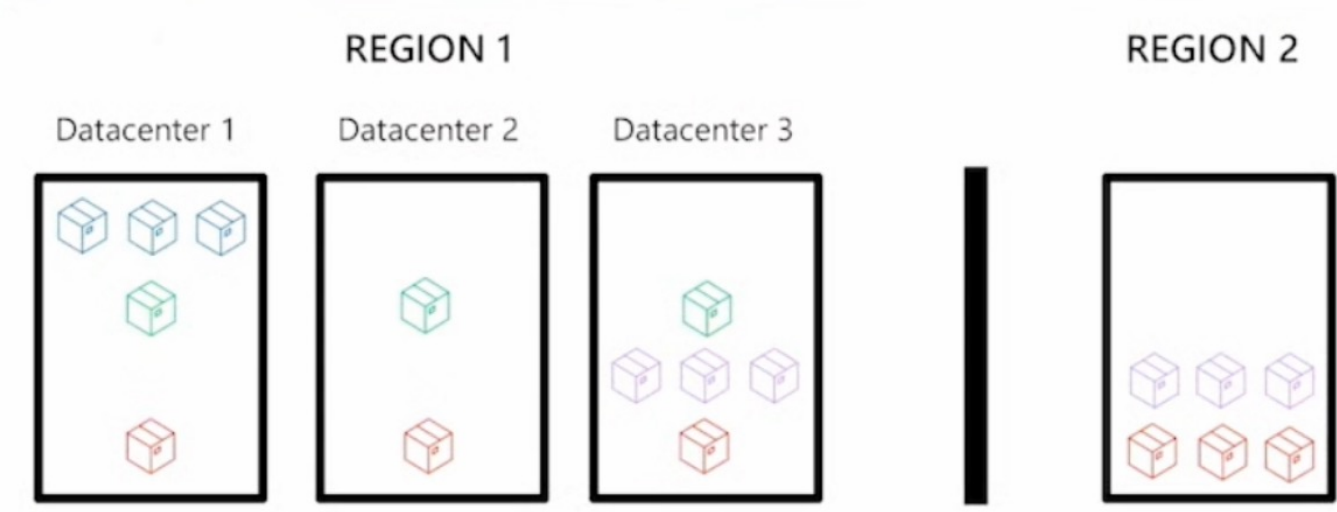 REGION 1
REGION 2
Datacenter 1
Datacenter 2
Datacenter 3